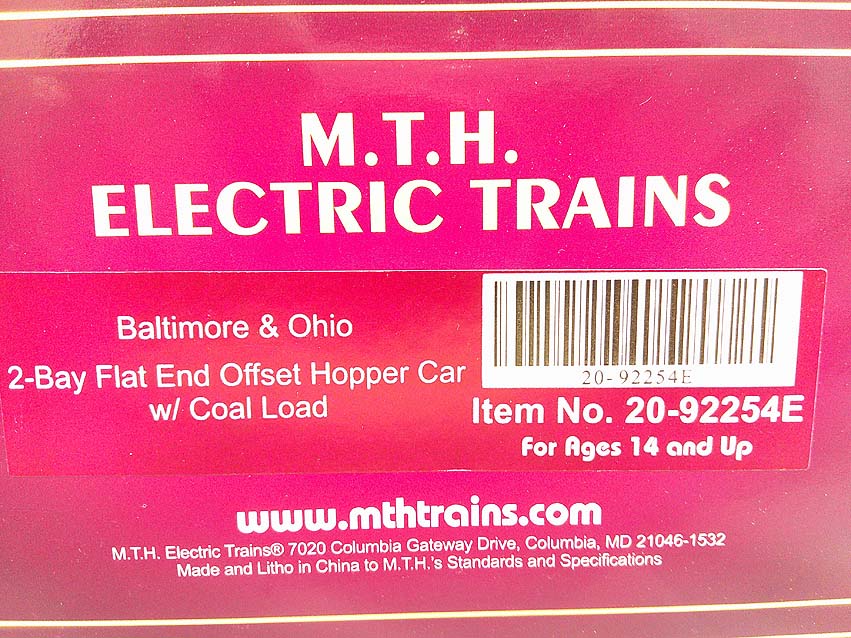 M.T.H.
ELECTRIC TRAINS
Baltimore & Ohio
2-Bay Flat End Offset Hopper Car
w/ Coal Load
20-92254E
Item No. 20-92254E
For Ages 14 and Up
www.mthtrains.com
M.T.H. Electric Trains® 7020 Columbia Gateway Drive, Columbia, MD 21046-1532
Made and Litho in China to M.T.H.'s Standards and Specifications